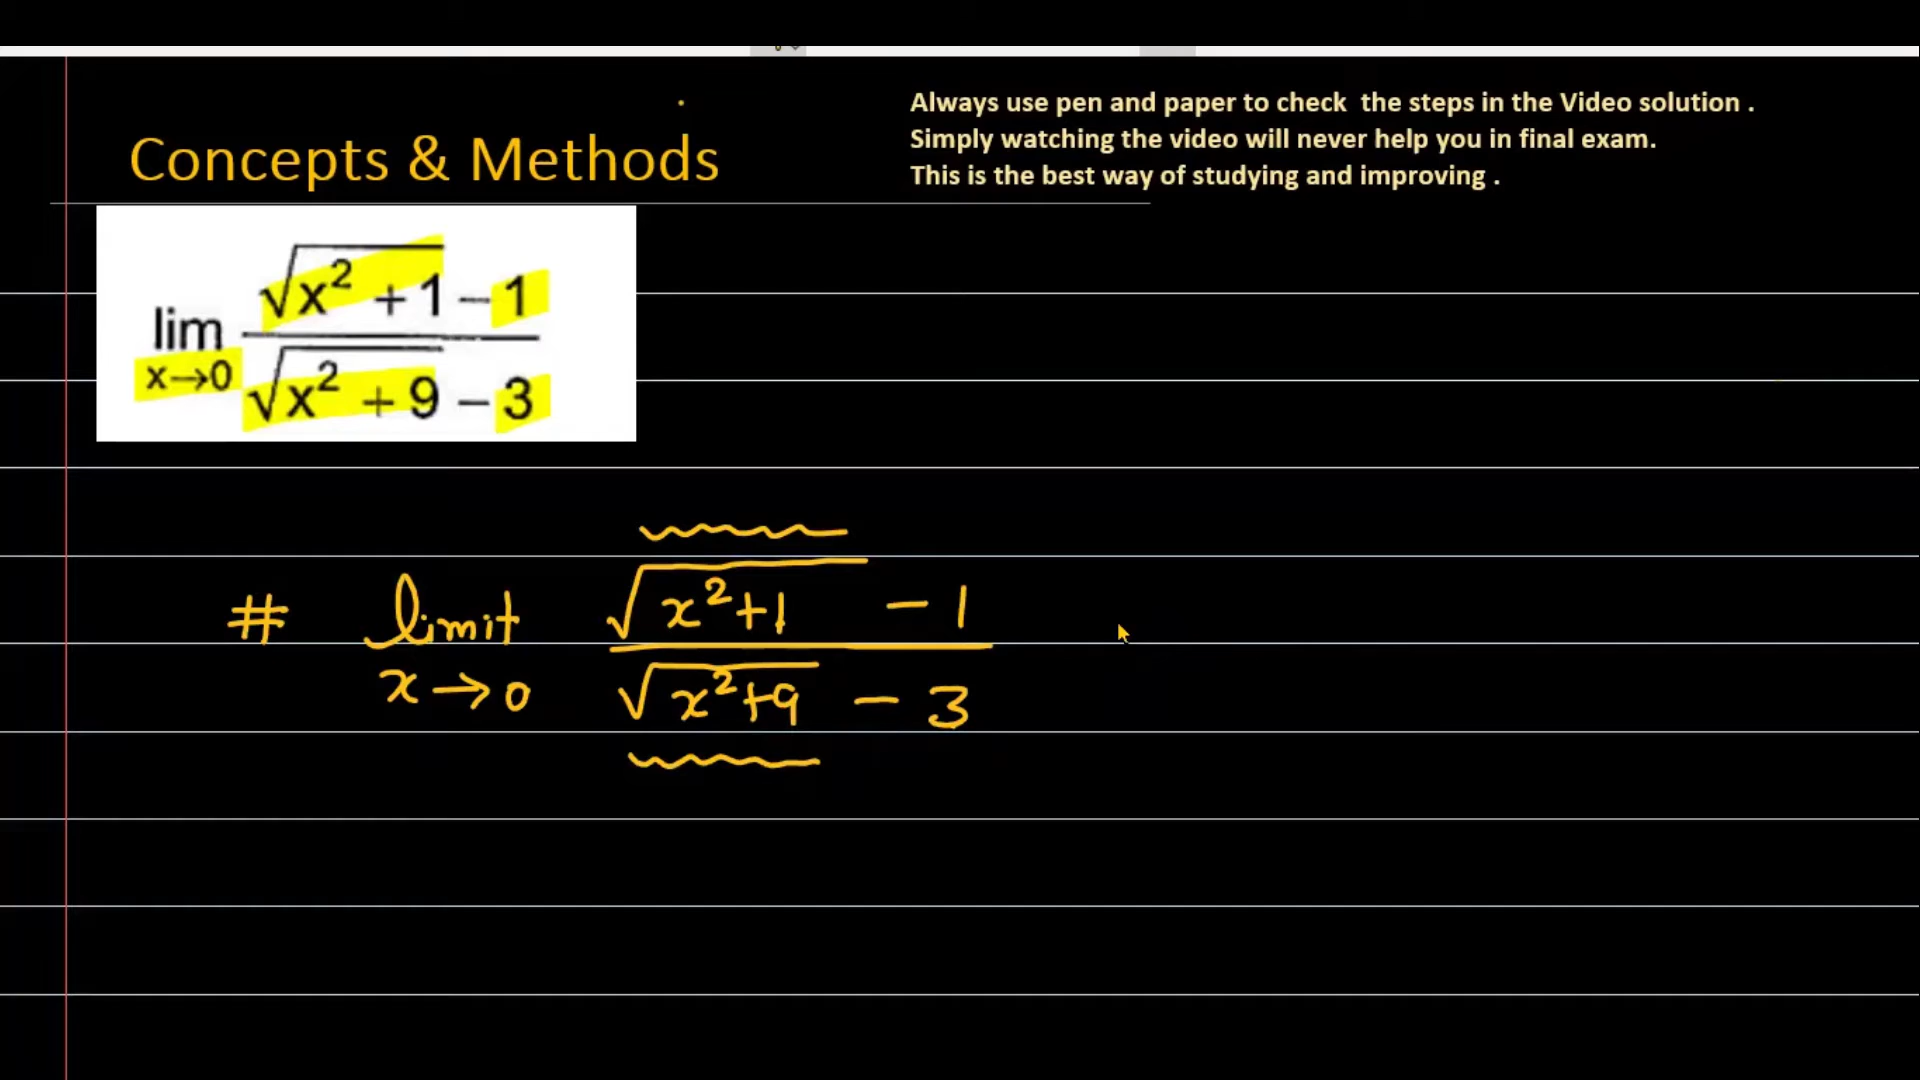 Concepts & Methods
Always use pen and paper to check the steps in the Video solution .
Simply watching the video will never help you in final exam.
This is the best way of studying and improving .
lim x→0 (√(x² + 1) − 1) / (√(x² + 9) − 3)
# limit x→0 (√(x²+1) − 1) / (√(x²+9) − 3)